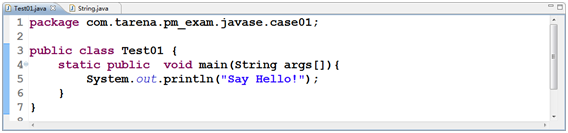 Test01.java String.java
1 package com.tarena.pm_exam.javase.case01;
2
3 public class Test01 {
4 static public  void main(String args[]){
5 System.out.println("Say Hello!");
6 }
7 }